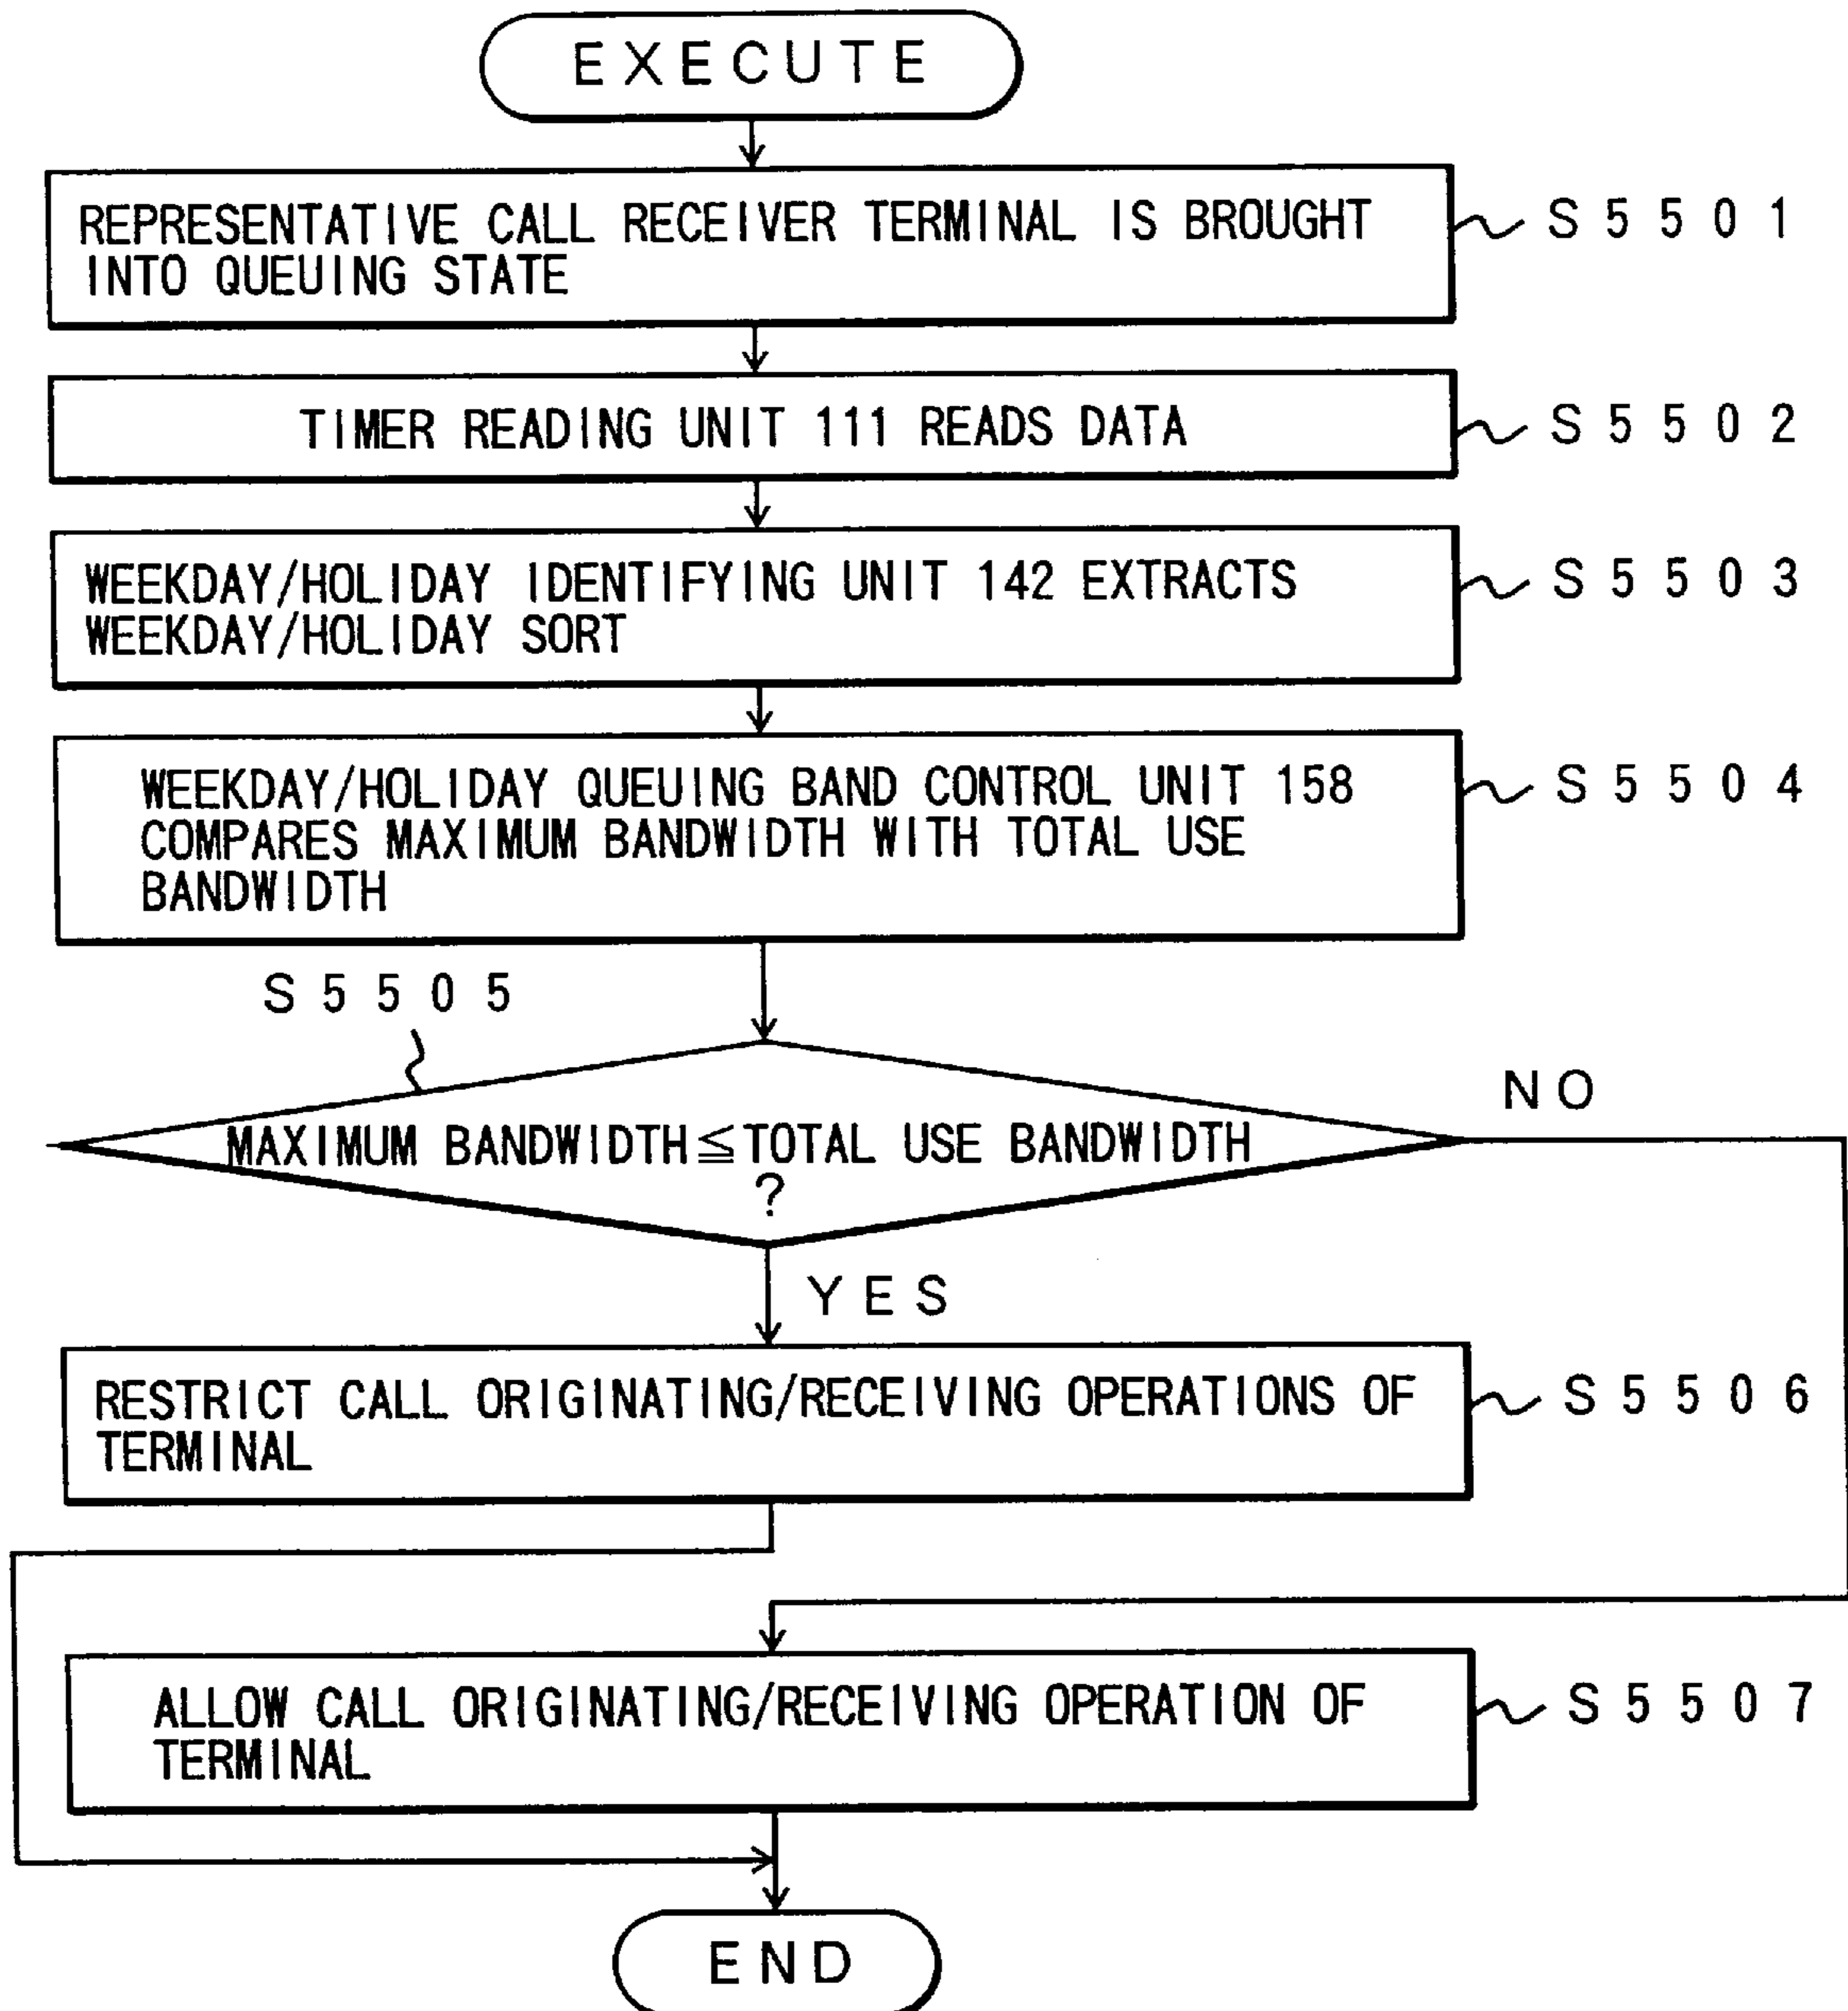 EXECUTE
REPRESENTATIVE CALL RECEIVER TERMINAL IS BROUGHT
INTO QUEUING STATE
S5501
TIMER READING UNIT 111 READS DATA
S5502
WEEKDAY/HOLIDAY IDENTIFYING UNIT 142 EXTRACTS
WEEKDAY/HOLIDAY SORT
S5503
WEEKDAY/HOLIDAY QUEUING BAND CONTROL UNIT 158
COMPARES MAXIMUM BANDWIDTH WITH TOTAL USE
BANDWIDTH
S5504
S5505
MAXIMUM BANDWIDTH≦TOTAL USE BANDWIDTH
?
NO
YES
RESTRICT CALL ORIGINATING/RECEIVING OPERATIONS OF
TERMINAL
S5506
ALLOW CALL ORIGINATING/RECEIVING OPERATION OF
TERMINAL
S5507
END